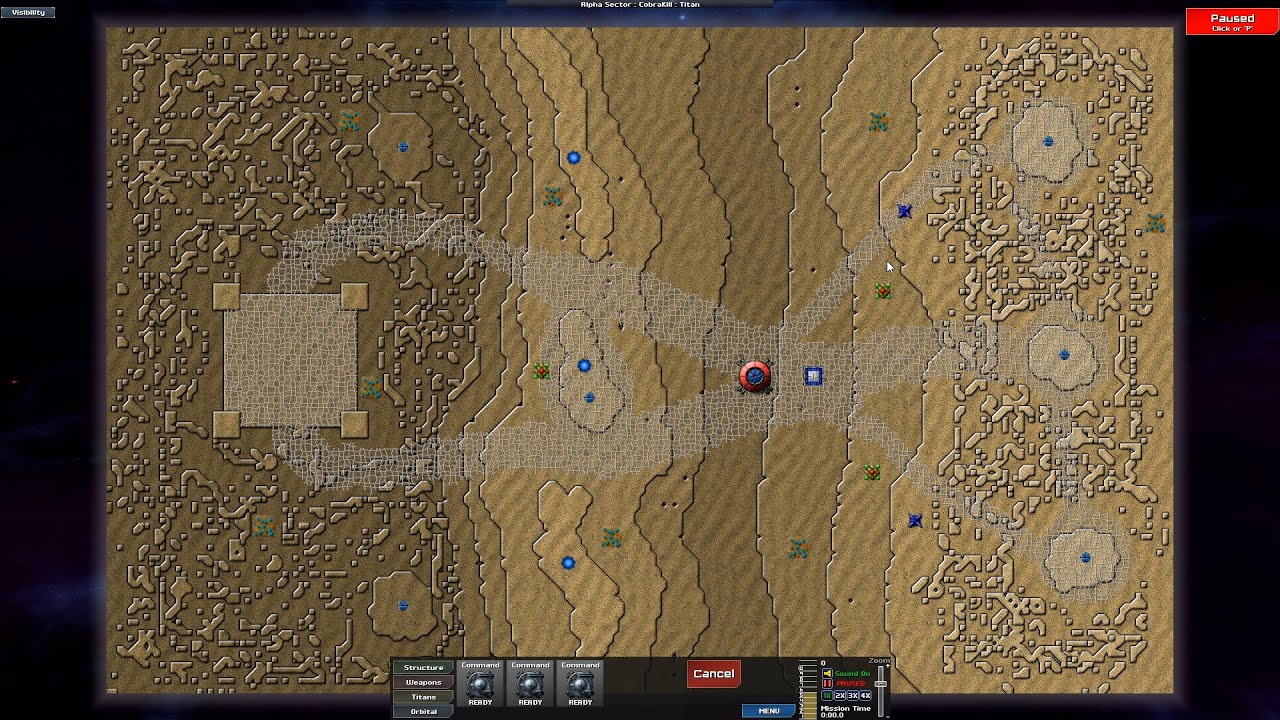 Visibility
Alpha Sector : CobraKill : Titan
Paused
Click or 'P'
Structure
Weapons
Titans
Orbital
Command
READY
Command
READY
Command
READY
Cancel
MENU
0
Zoom
Sound On
PAUSED
1X 2X 3X 4X
Mission Time
0:00.0